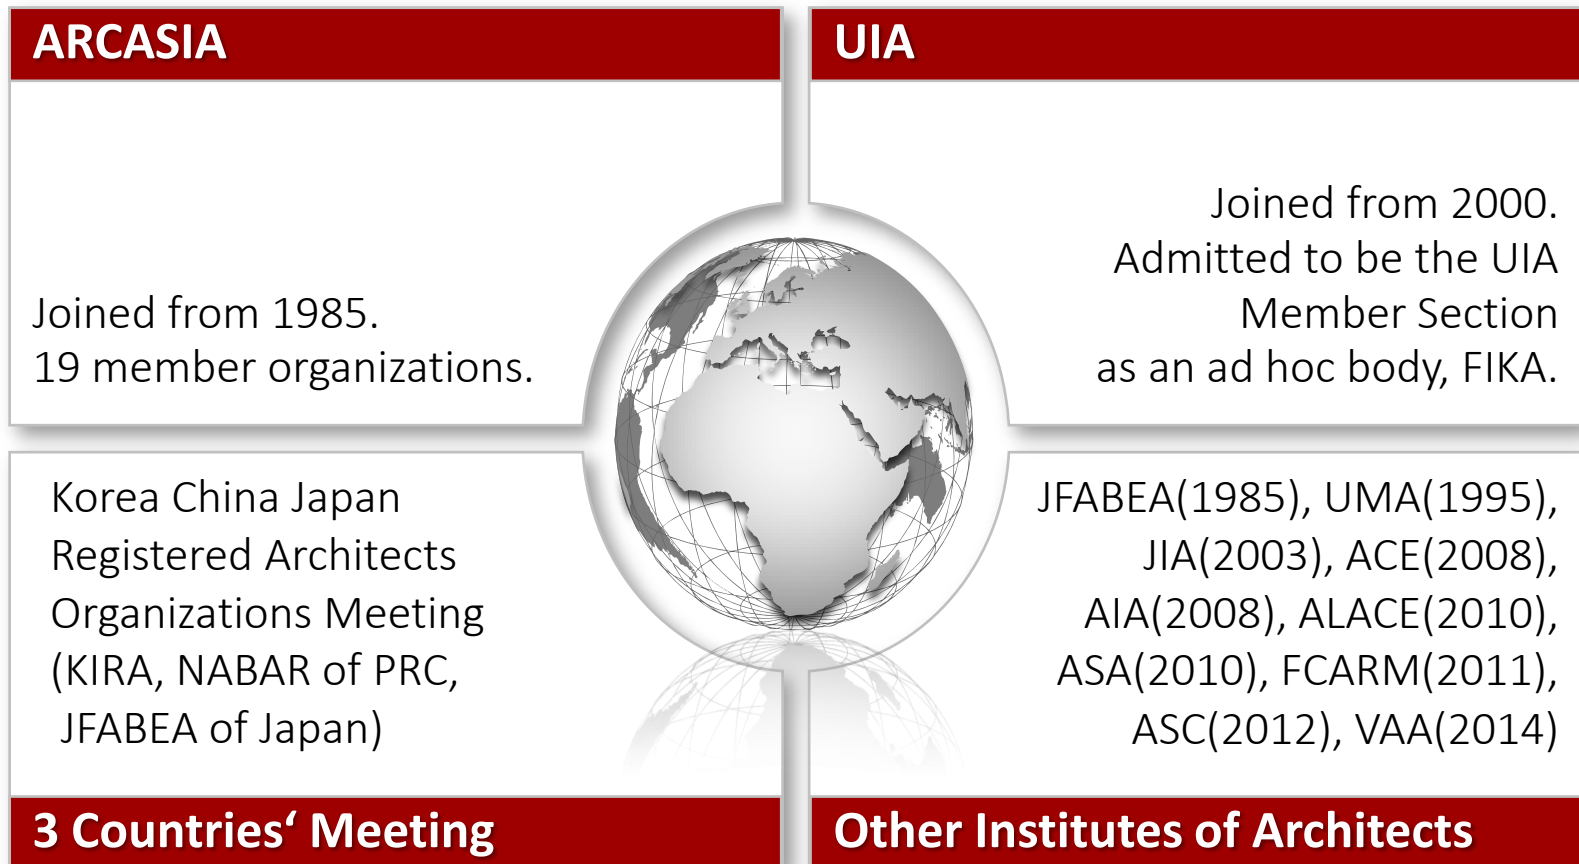 ARCASIA
Joined from 1985.
19 member organizations.
UIA
Joined from 2000.
Admitted to be the UIA
Member Section
as an ad hoc body, FIKA.
Korea China Japan
Registered Architects
Organizations Meeting
(KIRA, NABAR of PRC,
JFABEA of Japan)
3 Countries‘ Meeting
JFABEA(1985), UMA(1995),
JIA(2003), ACE(2008),
AIA(2008), ALACE(2010),
ASA(2010), FCARM(2011),
ASC(2012), VAA(2014)
Other Institutes of Architects